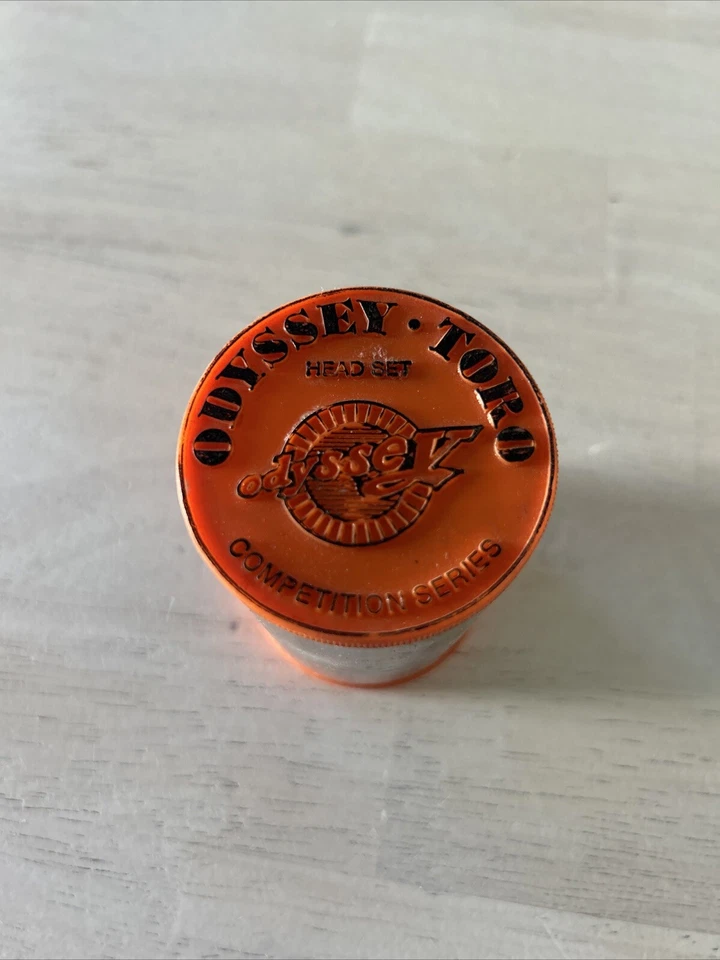 ODYSSEY · TORO
HEAD SET
odyssey
COMPETITION SERIES